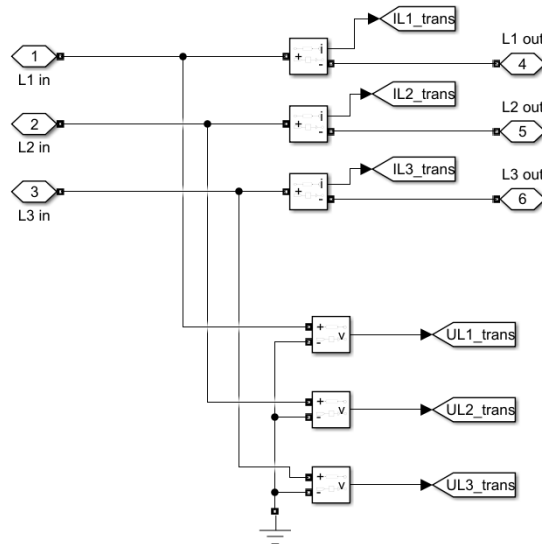 IL1_trans
L1 out
1
+
i
-
4
L1 in
IL2_trans
L2 out
2
+
i
-
5
L2 in
IL3_trans
L3 out
3
+
i
-
6
L3 in
+
-
v
UL1_trans
+
-
v
UL2_trans
+
-
v
UL3_trans